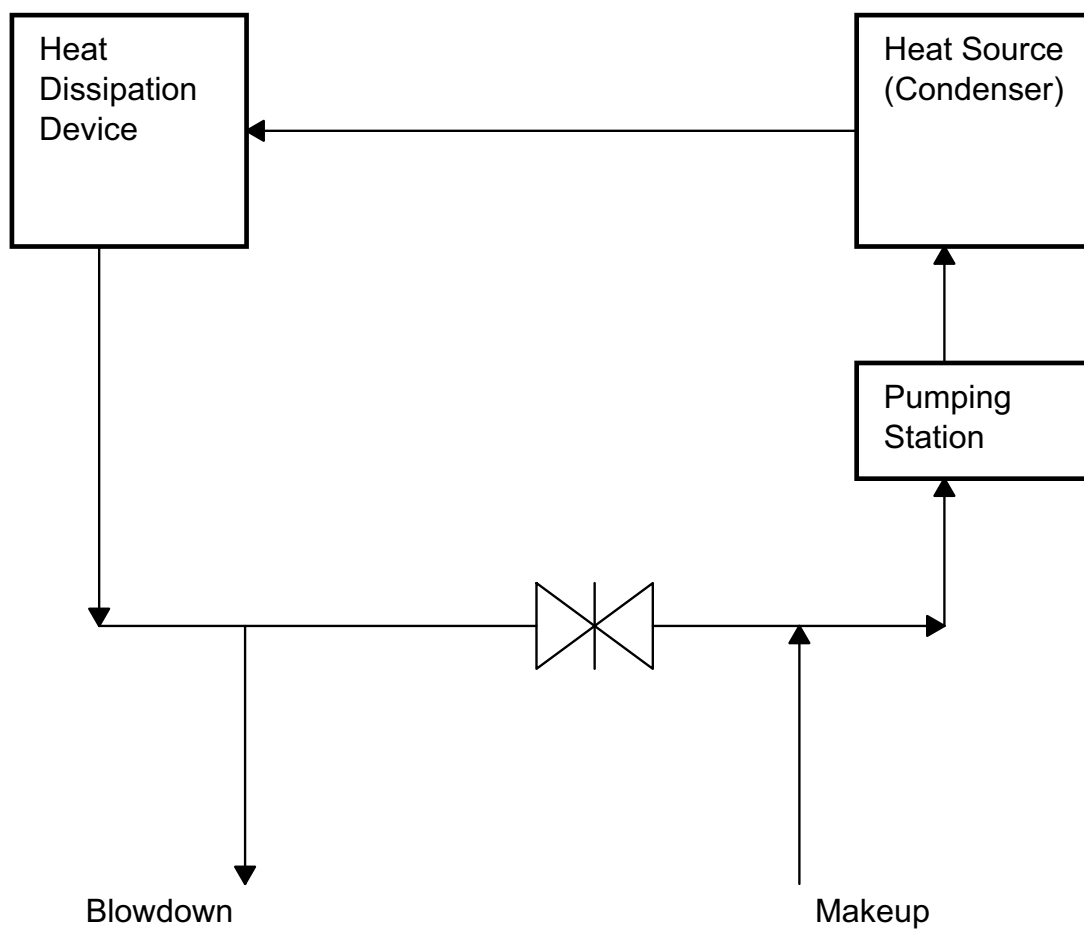 Heat
Dissipation
Device
Heat Source
(Condenser)
Pumping
Station
Blowdown
Makeup